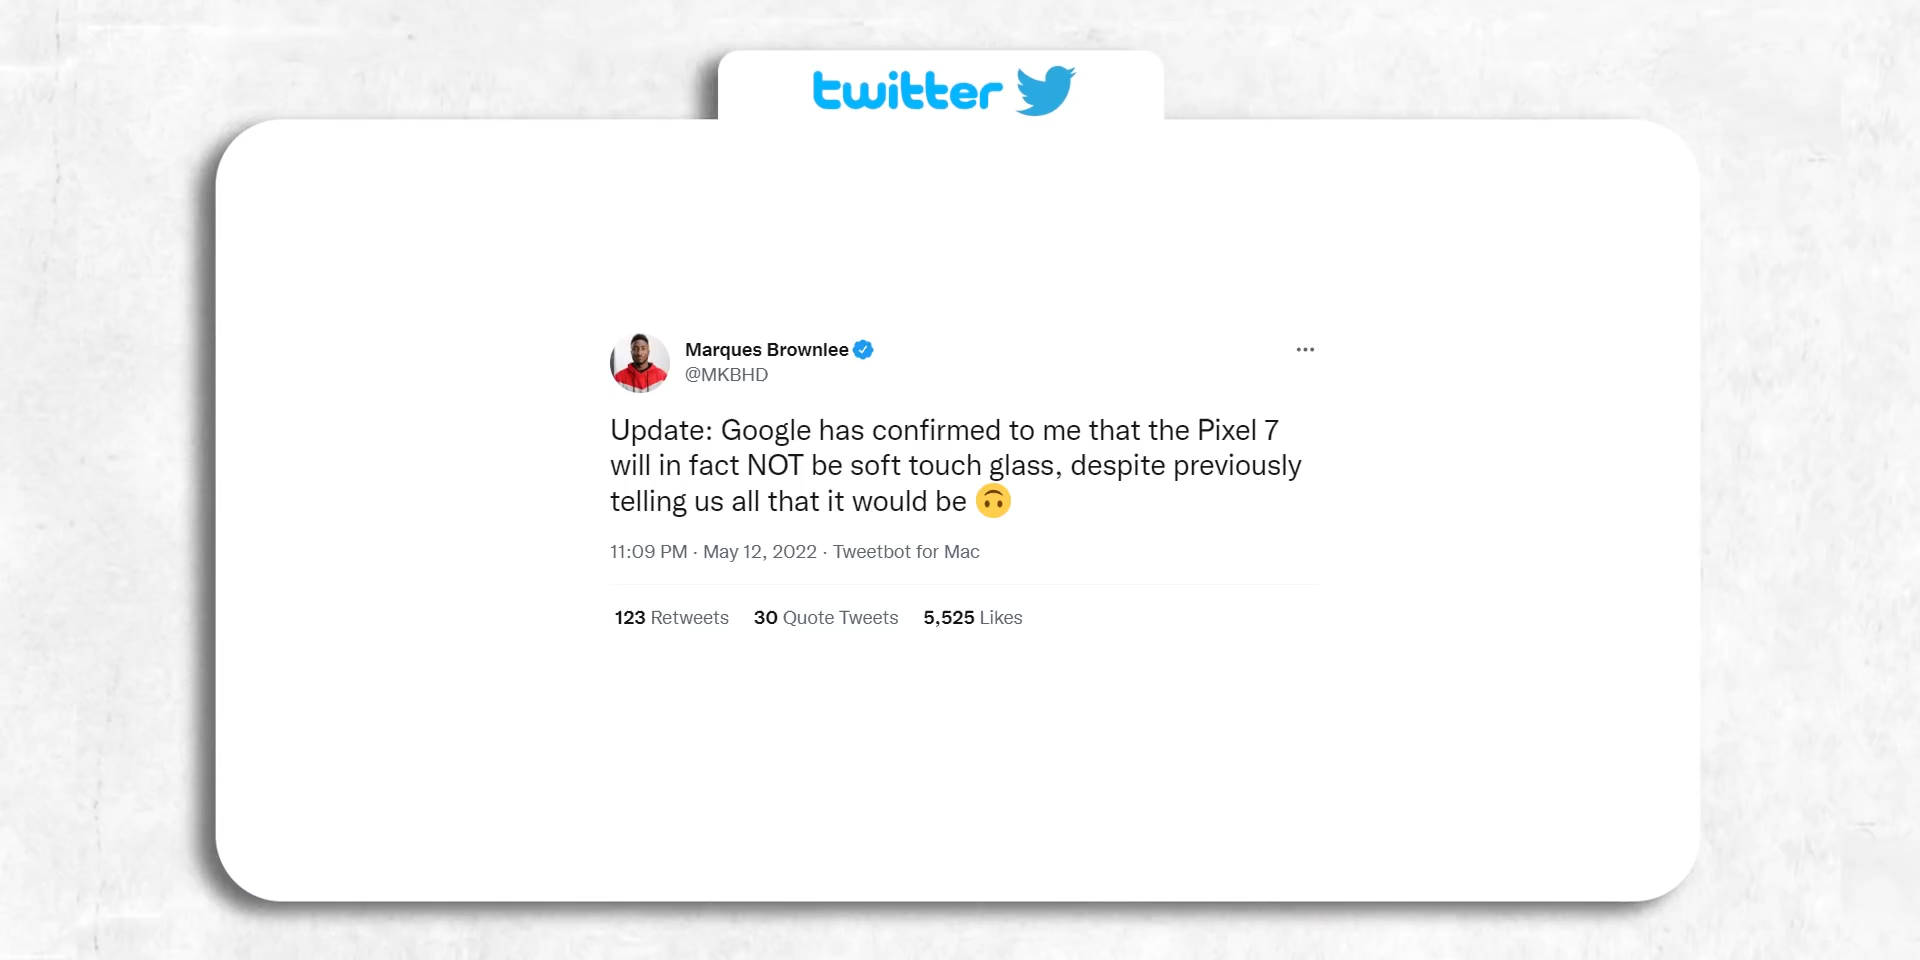 twitter
Marques Brownlee
@MKBHD
Update: Google has confirmed to me that the Pixel 7
will in fact NOT be soft touch glass, despite previously
telling us all that it would be 🙃
11:09 PM · May 12, 2022 · Tweetbot for Mac
123 Retweets 30 Quote Tweets 5,525 Likes